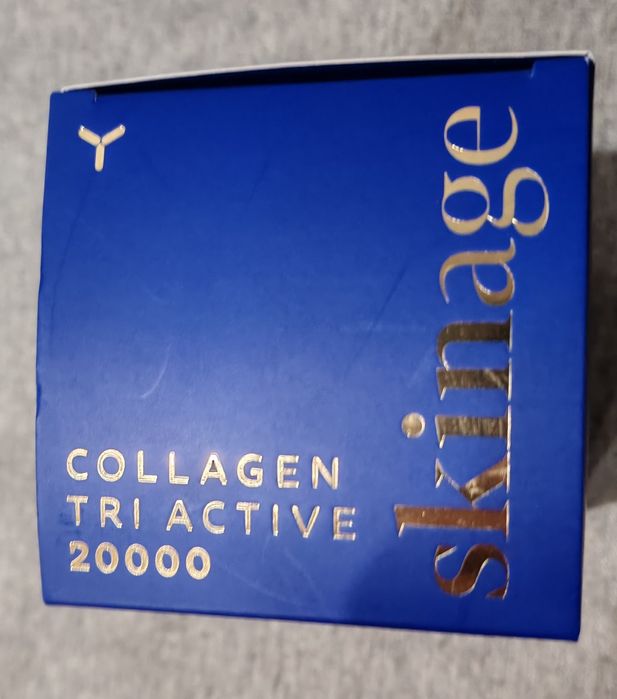 COLLAGEN
TRI ACTIVE
20000
skinage